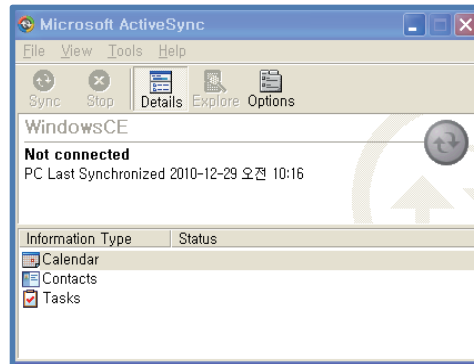 Microsoft ActiveSync
File View Tools Help
Sync Stop Details Explore Options
WindowsCE
Not connected
PC Last Synchronized 2010-12-29 오전 10:16
Information Type Status
Calendar
Contacts
Tasks